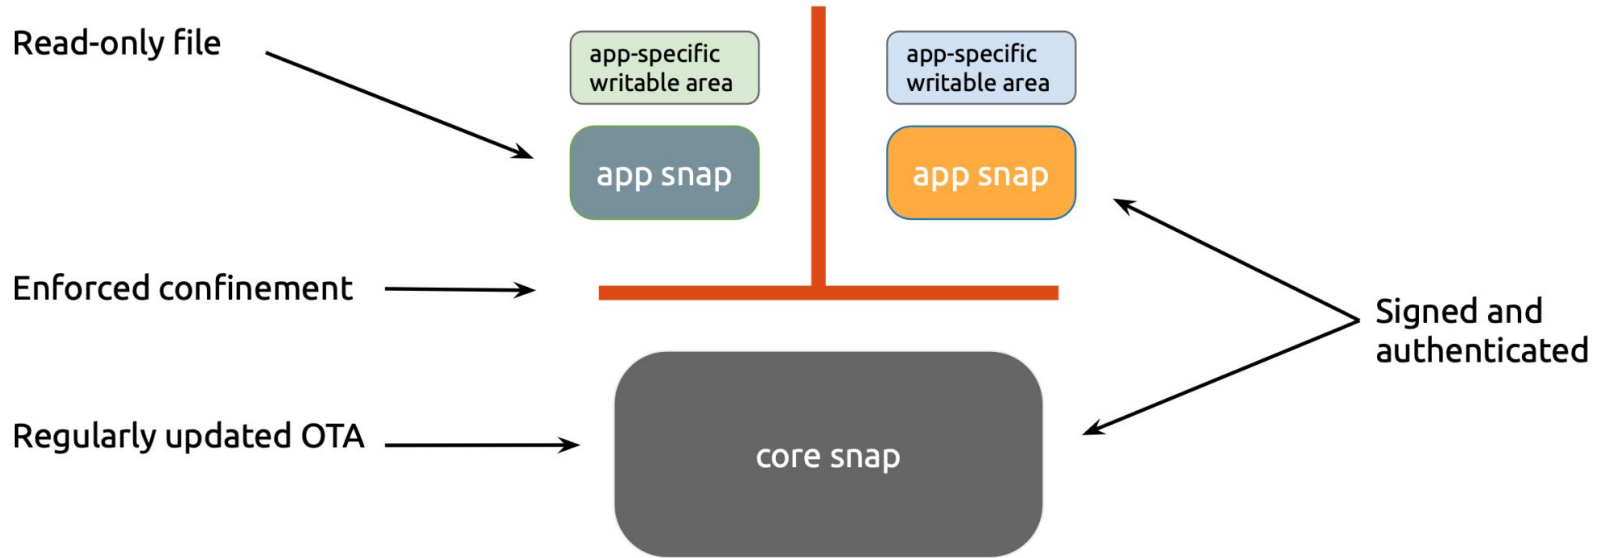 Read-only file
app-specific
writable area
app-specific
writable area
app snap
app snap
Enforced confinement
Signed and
authenticated
Regularly updated OTA
core snap